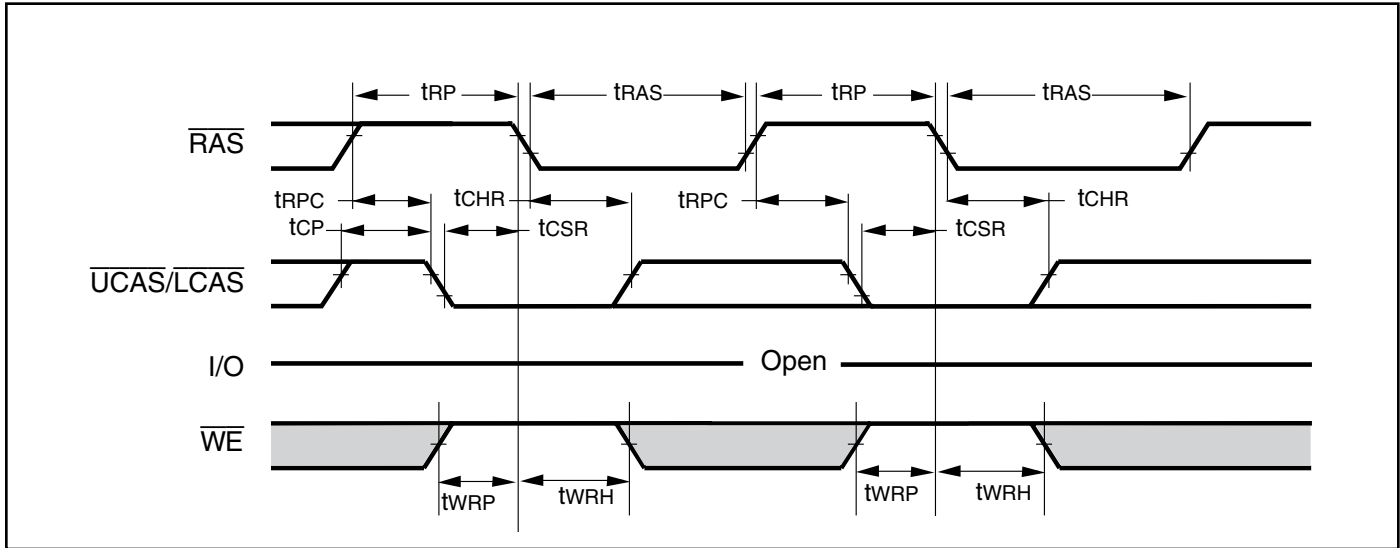 tRP tRAS tRP tRAS
RAS
tRPC tCHR tRPC tCHR
tCP tCSR tCSR
UCAS/LCAS
I/O Open
WE
tWRP tWRH tWRP tWRH